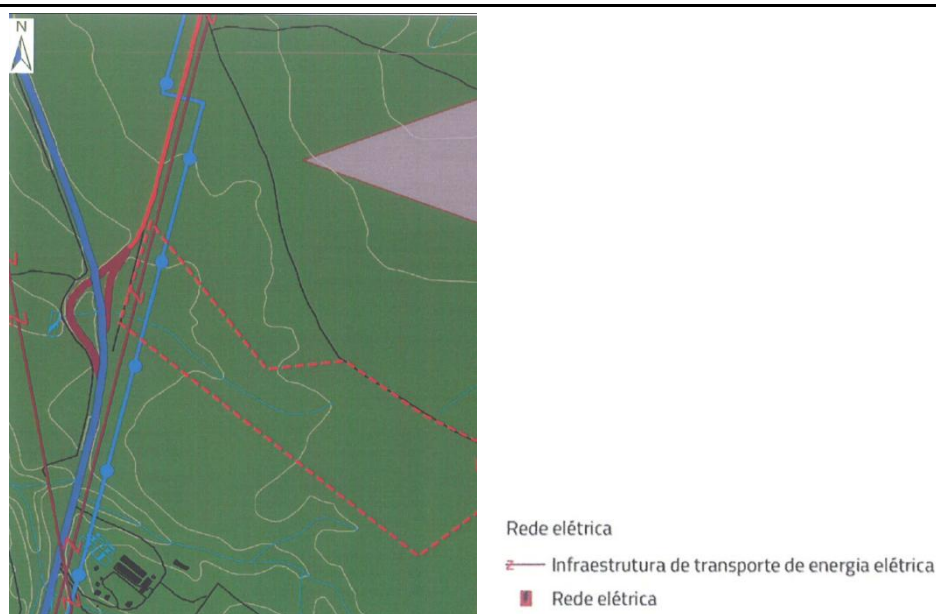 N
Rede elétrica
Infraestrutura de transporte de energia elétrica
Rede elétrica